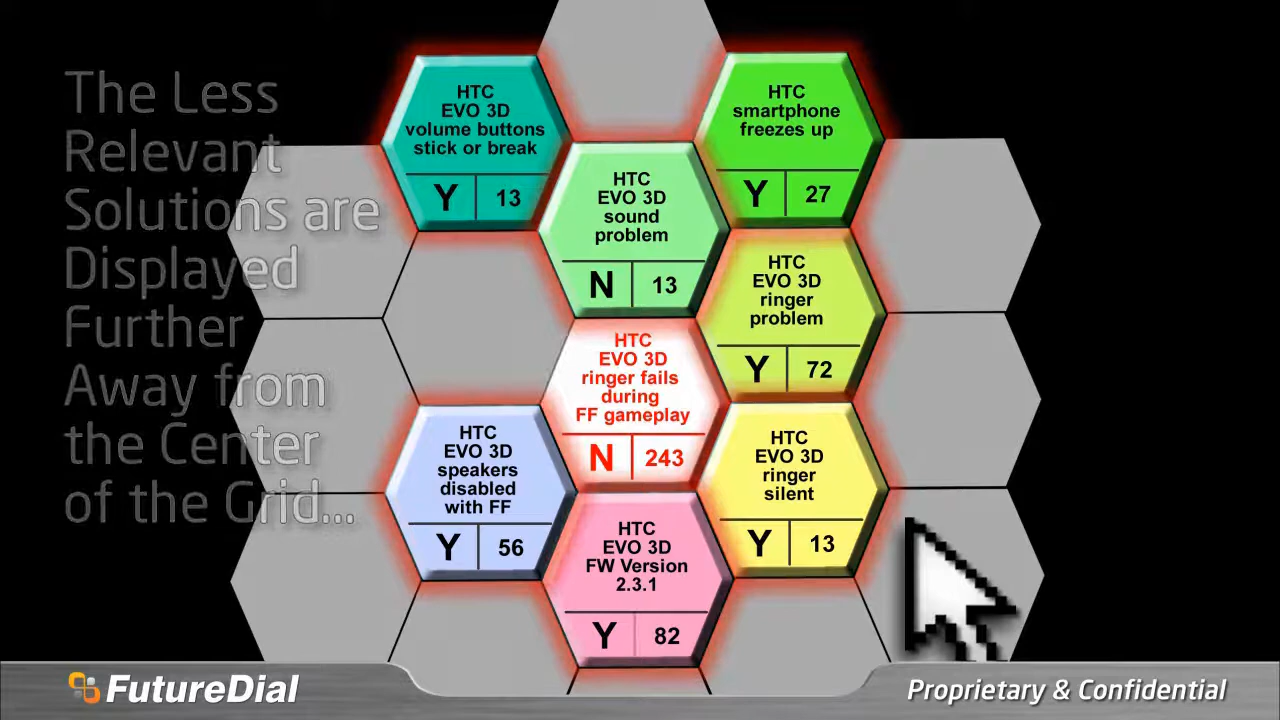 The Less
Relevant
Solutions are
Displayed
Further
Away from
the Center
of the Grid...
HTC
EVO 3D
volume buttons
stick or break
Y 13
HTC
smartphone
freezes up
Y 27
HTC
EVO 3D
sound
problem
N 13
HTC
EVO 3D
ringer
problem
Y 72
HTC
EVO 3D
ringer fails
during
FF gameplay
N 243
HTC
EVO 3D
speakers
disabled
with FF
Y 56
HTC
EVO 3D
ringer
silent
Y 13
HTC
EVO 3D
FW Version
2.3.1
Y 82
FutureDial
Proprietary & Confidential